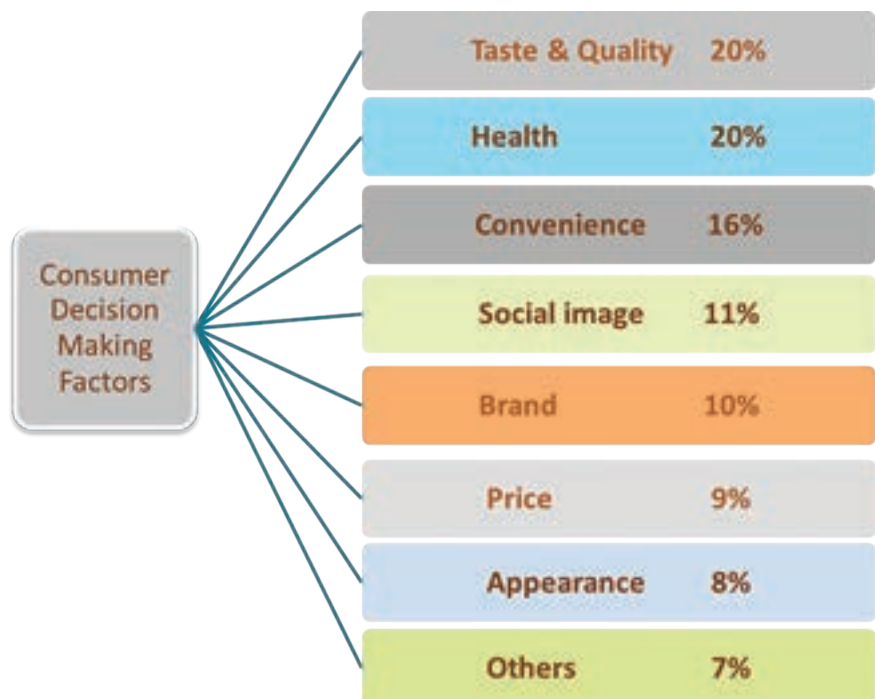 Consumer
Decision
Making
Factors
Taste & Quality 20%
Health 20%
Convenience 16%
Social image 11%
Brand 10%
Price 9%
Appearance 8%
Others 7%